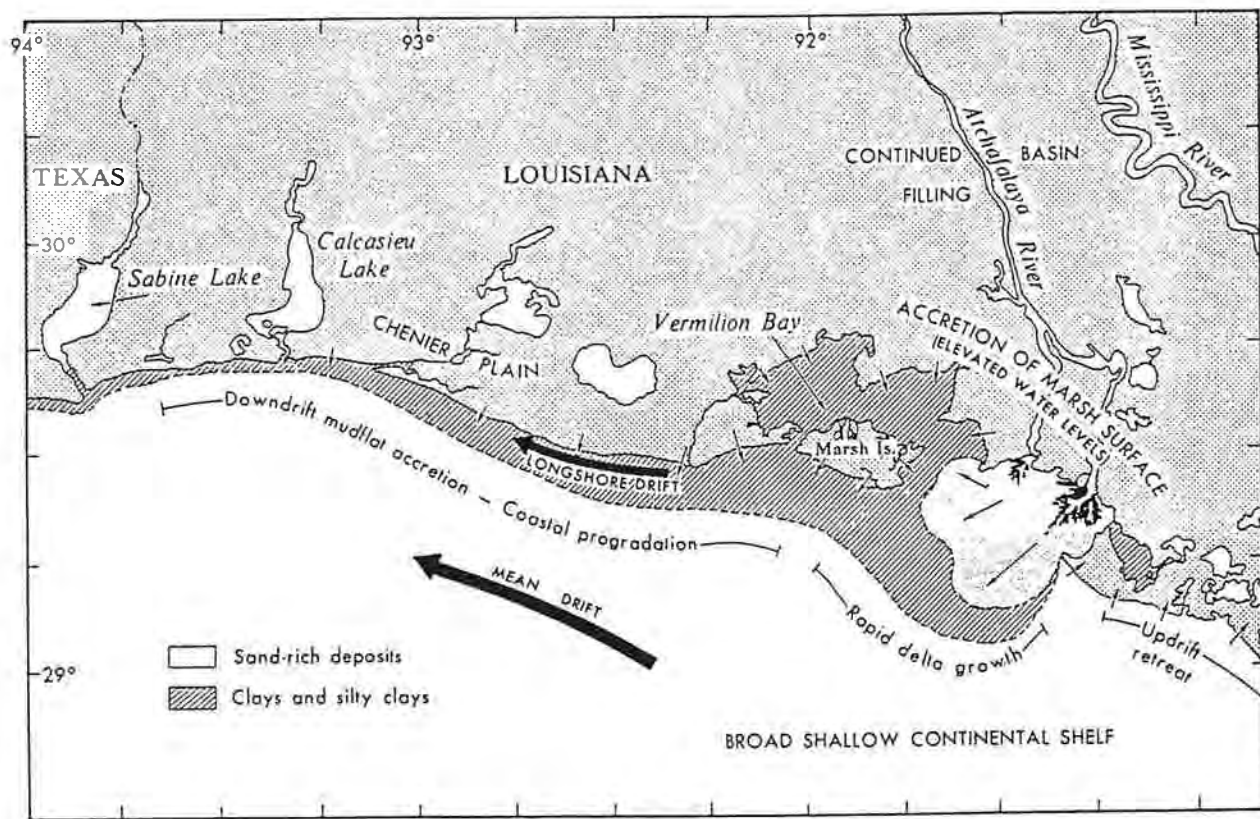 94°
93°
92°
Mississippi River
Atchafalaya River
CONTINUED BASIN
FILLING
LOUISIANA
TEXAS
30°
Calcasieu
Lake
Sabine Lake
CHENIER PLAIN
Vermilion Bay
ACCRETION OF MARSH SURFACE
(ELEVATED WATER LEVELS)
Marsh Is.
LONGSHORE DRIFT
Downdrift mudflat accretion - Coastal progradation
MEAN DRIFT
Rapid delta growth
Updrift
retreat
Sand-rich deposits
29°
Clays and silty clays
BROAD SHALLOW CONTINENTAL SHELF